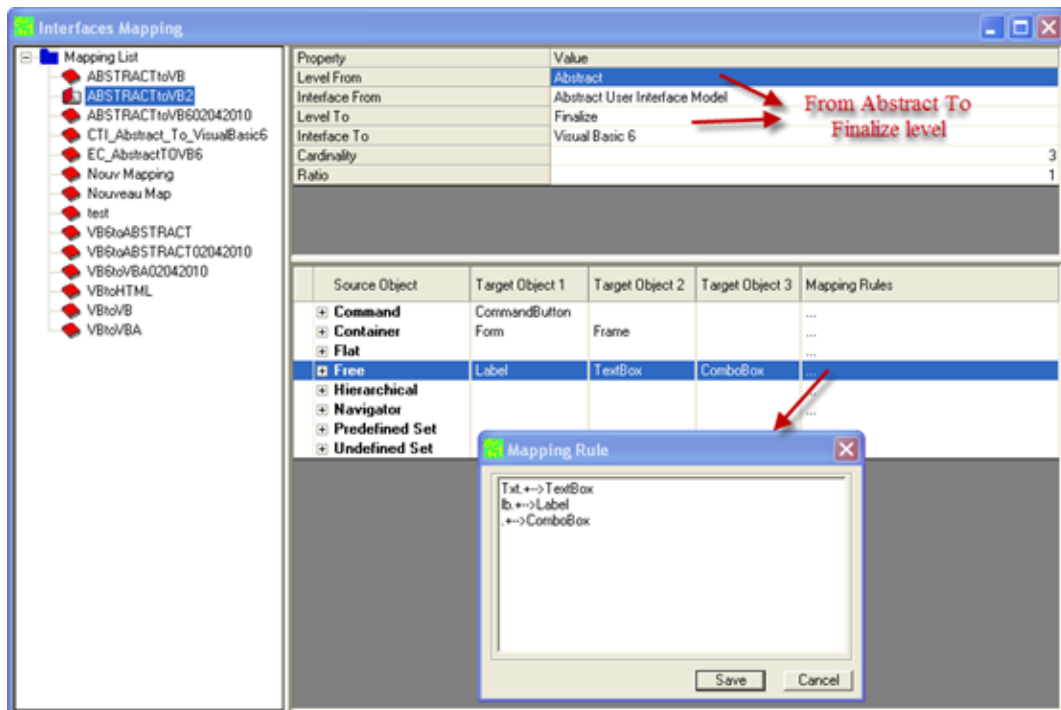 Interfaces Mapping
Mapping List
ABSTRACTtoVB
ABSTRACTtoVB2
ABSTRACTtoVB602042010
CTI_Abstract_To_VisualBasic6
EC_AbstractTOVB6
Nouv Mapping
Nouveau Map
test
VB6toABSTRACT
VB6toABSTRACT02042010
VB6toVBA02042010
VBtoHTML
VBtoVB
VBtoVBA
Property Value
Level From Abstract
Interface From Abstract User Interface Model
Level To Finalize
Interface To Visual Basic 6
Cardinality 3
Ratio 1
From Abstract To
Finalize level
Source Object Target Object 1 Target Object 2 Target Object 3 Mapping Rules
Command CommandButton ...
Container Form Frame ...
Flat ...
Free Label TextBox ComboBox ...
Hierarchical ...
Navigator ...
Predefined Set
Undefined Set
Mapping Rule
Txt.+-->TextBox
lb.+-->Label
.+-->ComboBox
Save Cancel